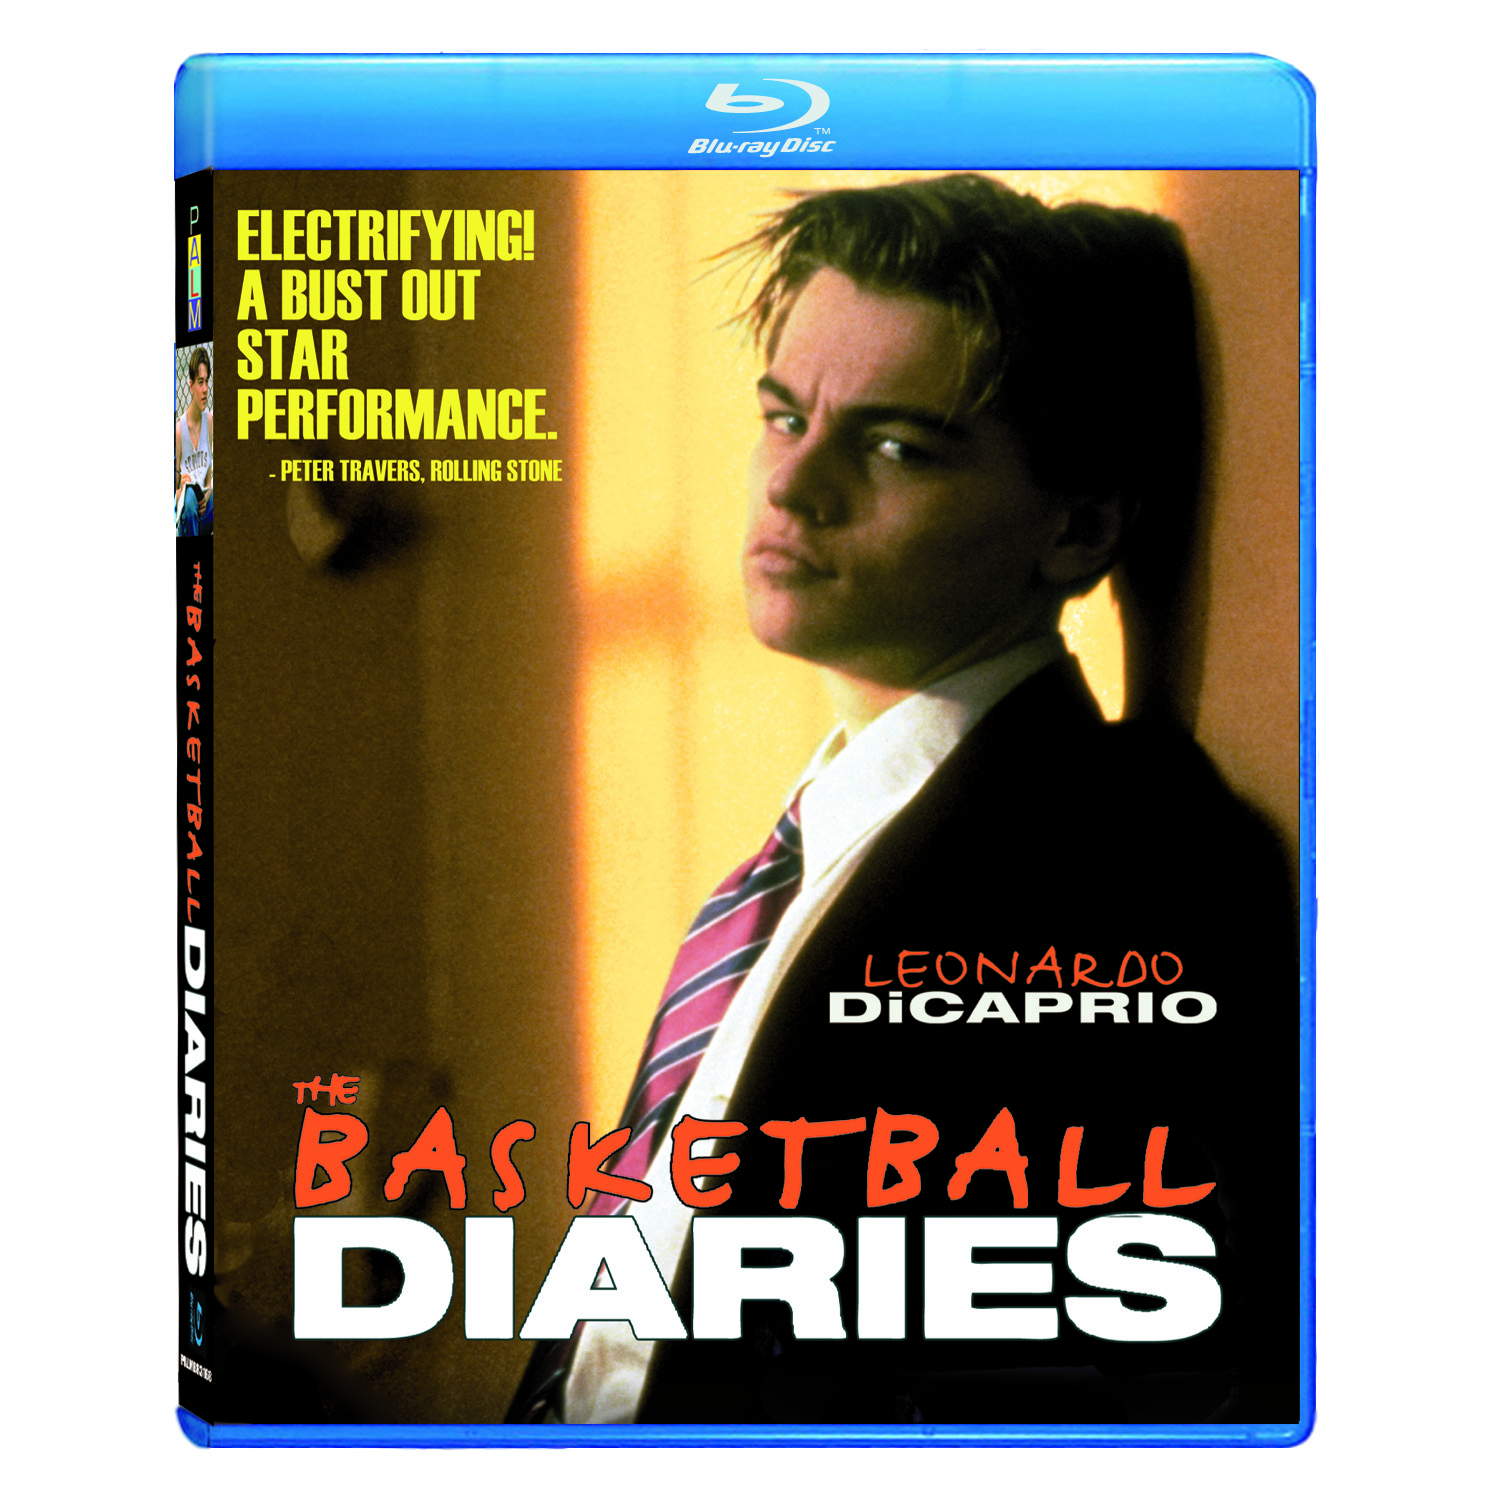 Blu-ray Disc
TM
ELECTRIFYING!
A BUST OUT
STAR
PERFORMANCE.
- PETER TRAVERS, ROLLING STONE
LEONARDO
DiCAPRIO
THE
BASKETBALL
DIARIES
PALM
THE BASKETBALL DIARIES